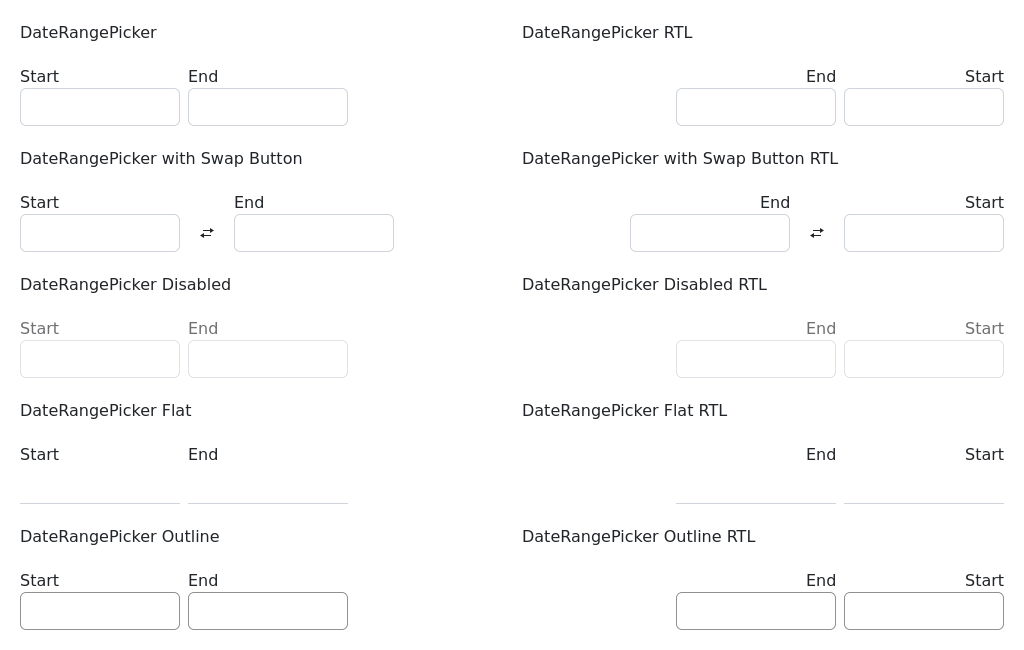 DateRangePicker
DateRangePicker RTL
Start
End
End
Start
DateRangePicker with Swap Button
DateRangePicker with Swap Button RTL
Start
End
End
Start
DateRangePicker Disabled
DateRangePicker Disabled RTL
Start
End
End
Start
DateRangePicker Flat
DateRangePicker Flat RTL
Start
End
End
Start
DateRangePicker Outline
DateRangePicker Outline RTL
Start
End
End
Start